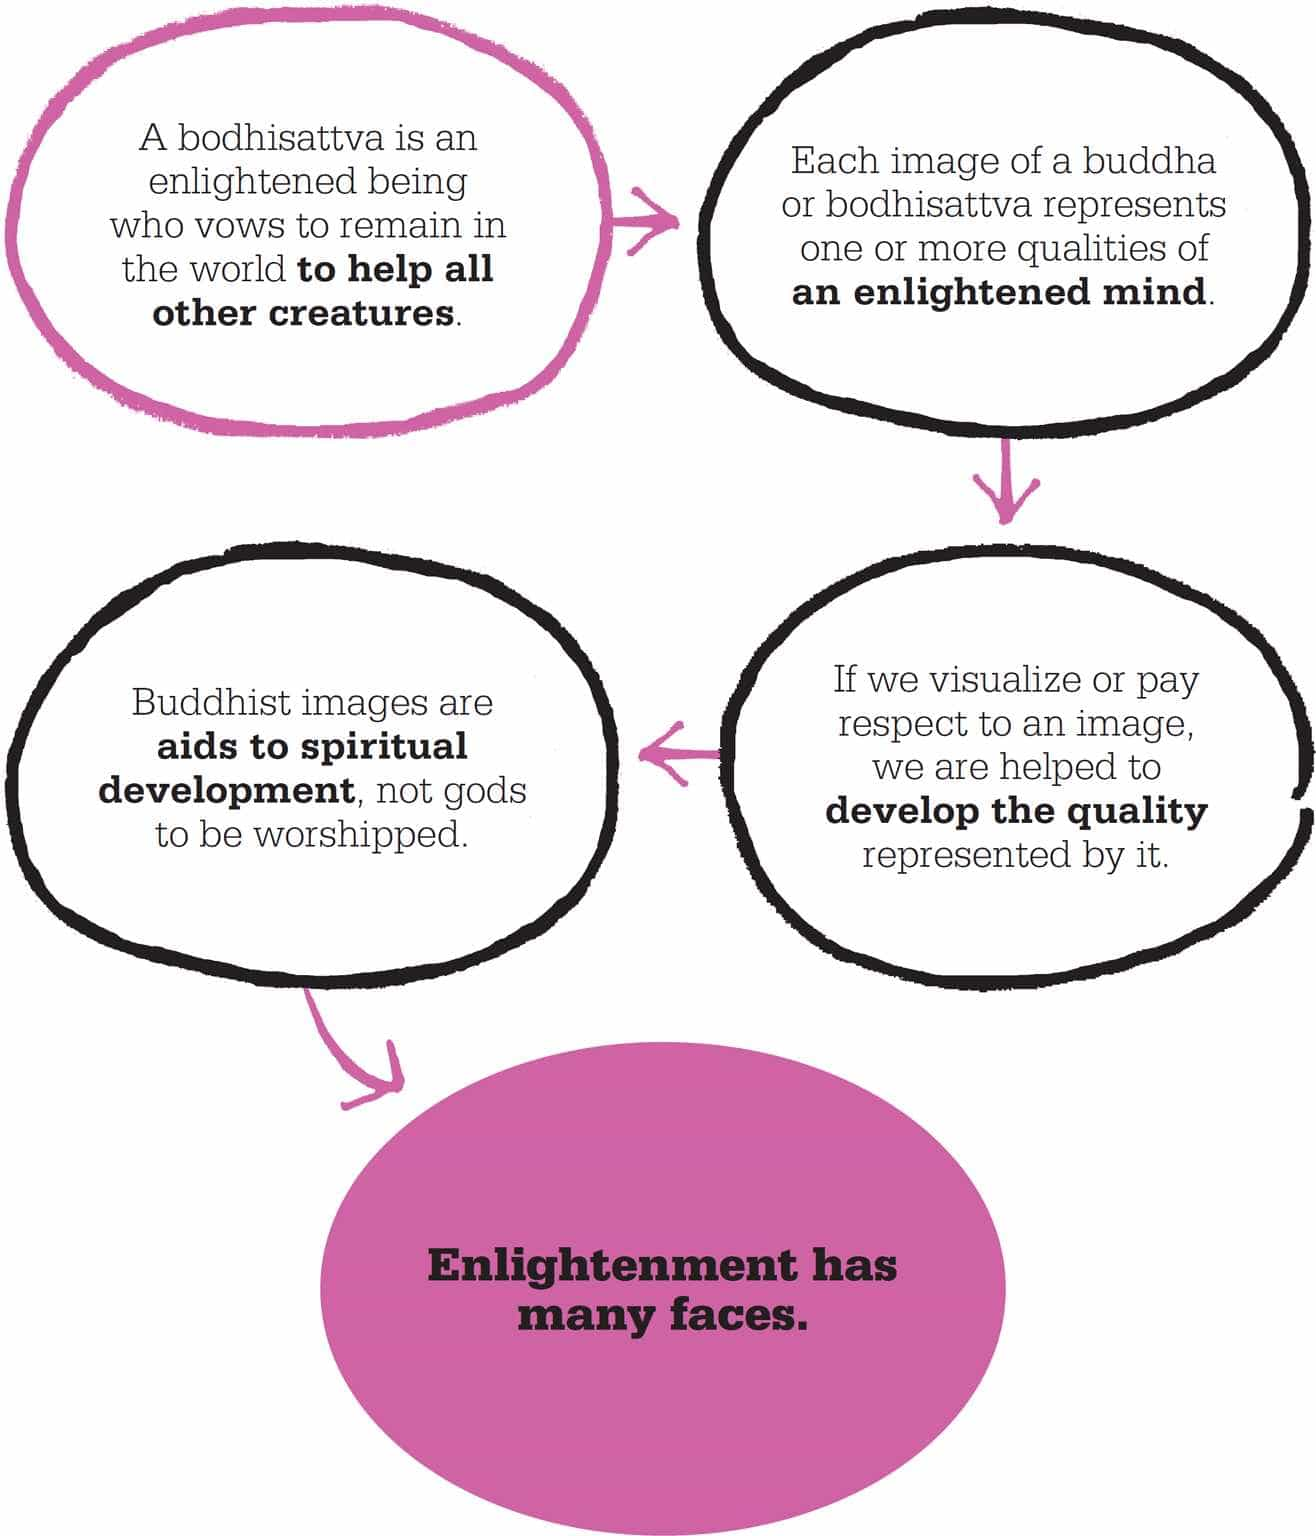 A bodhisattva is an
enlightened being
who vows to remain in
the world to help all
other creatures.
Each image of a buddha
or bodhisattva represents
one or more qualities of
an enlightened mind.
If we visualize or pay
respect to an image,
we are helped to
develop the quality
represented by it.
Buddhist images are
aids to spiritual
development, not gods
to be worshipped.
Enlightenment has
many faces.